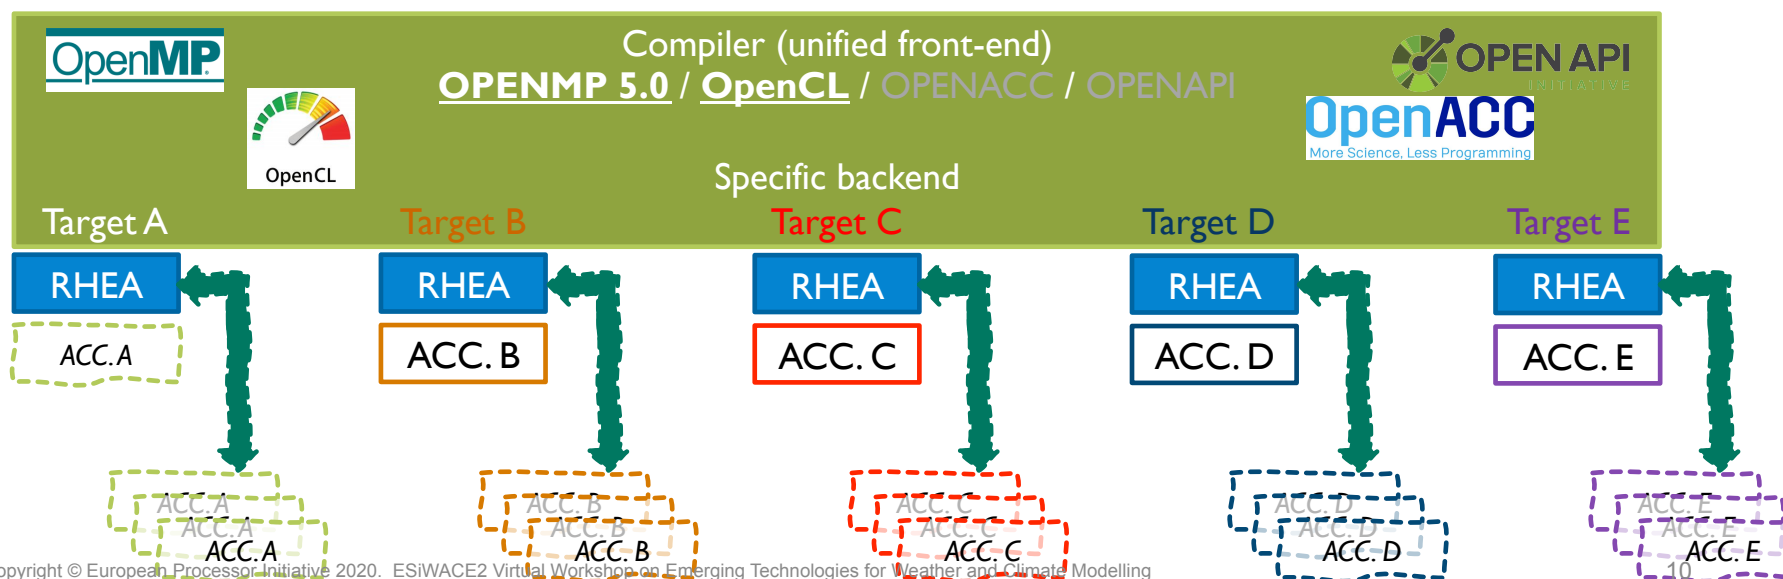 OpenMP
Compiler (unified front-end)
OPENMP 5.0 / OpenCL / OPENACC / OPENAPI
OPEN API
INITIATIVE
OpenCL
OpenACC
More Science, Less Programming
Specific backend
Target A
Target B
Target C
Target D
Target E
RHEA
RHEA
RHEA
RHEA
RHEA
ACC. A
ACC. B
ACC. C
ACC. D
ACC. E
ACC. A
ACC. A
ACC. A
ACC. B
ACC. B
ACC. B
ACC. C
ACC. C
ACC. C
ACC. D
ACC. D
ACC. D
ACC. E
ACC. E
ACC. E
opyright © European Processor Initiative 2020. ESiWACE2 Virtual Workshop on Emerging Technologies for Weather and Climate Modelling
10